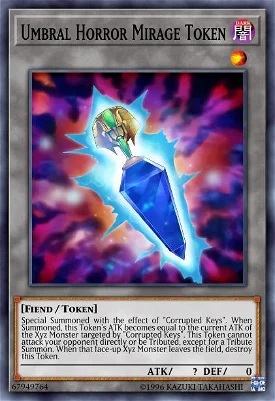 Umbral Horror Mirage Token
DARK
[Fiend / Token]
Special Summoned with the effect of "Corrupted Keys". When
Summoned, this Token's ATK becomes equal to the current ATK of
the Xyz Monster targeted by "Corrupted Keys". This Token cannot
attack your opponent directly or be Tributed, except for a Tribute
Summon. When that face-up Xyz Monster leaves the field, destroy
this Token.
ATK/ ? DEF/ 0
67949764 ©1996 KAZUKI TAKAHASHI